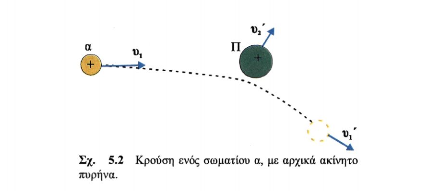 υ₂´
α
Π
υ₁
+
+
+
υ₁´
Σχ. 5.2 Κρούση ενός σωματίου α, με αρχικά ακίνητο
πυρήνα.